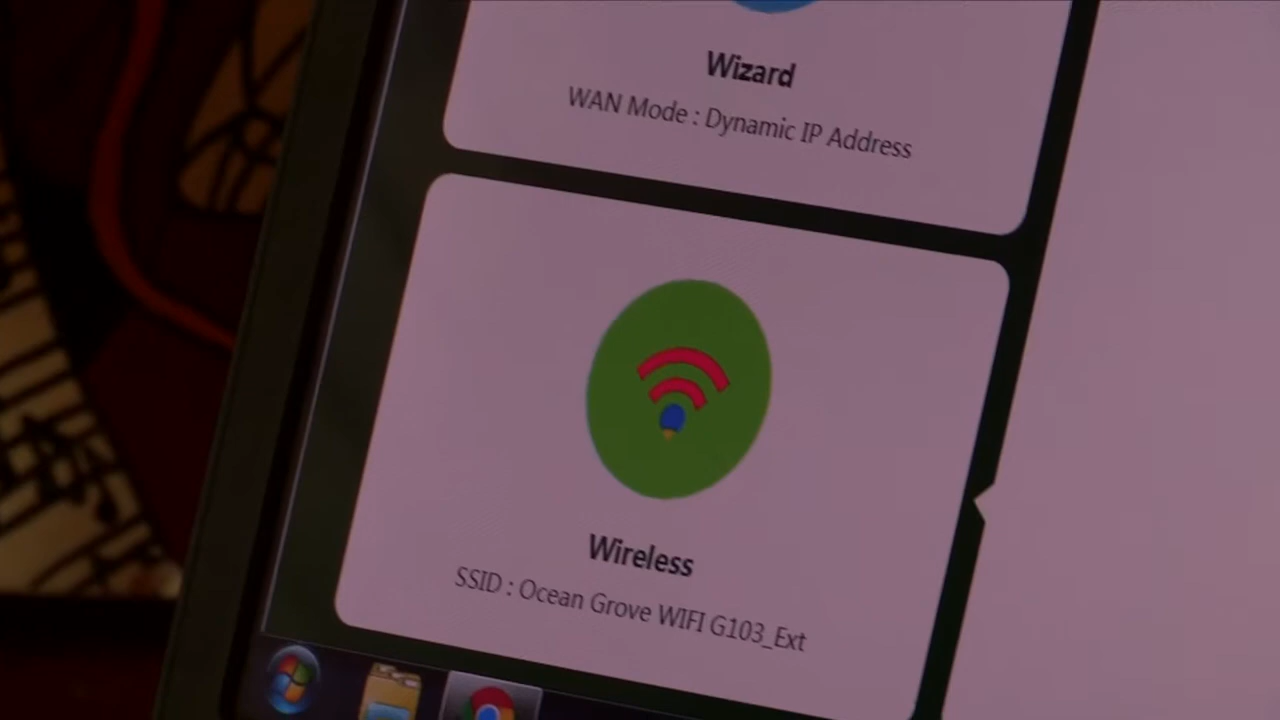 Wizard
WAN Mode : Dynamic IP Address
Wireless
SSID : Ocean Grove WIFI G103_Ext